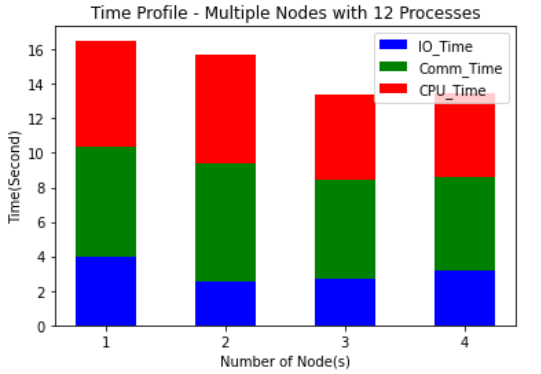 Time Profile - Multiple Nodes with 12 Processes
IO_Time
Comm_Time
CPU_Time
Time(Second)
16
14
12
10
8
6
4
2
0
1 2 3 4
Number of Node(s)